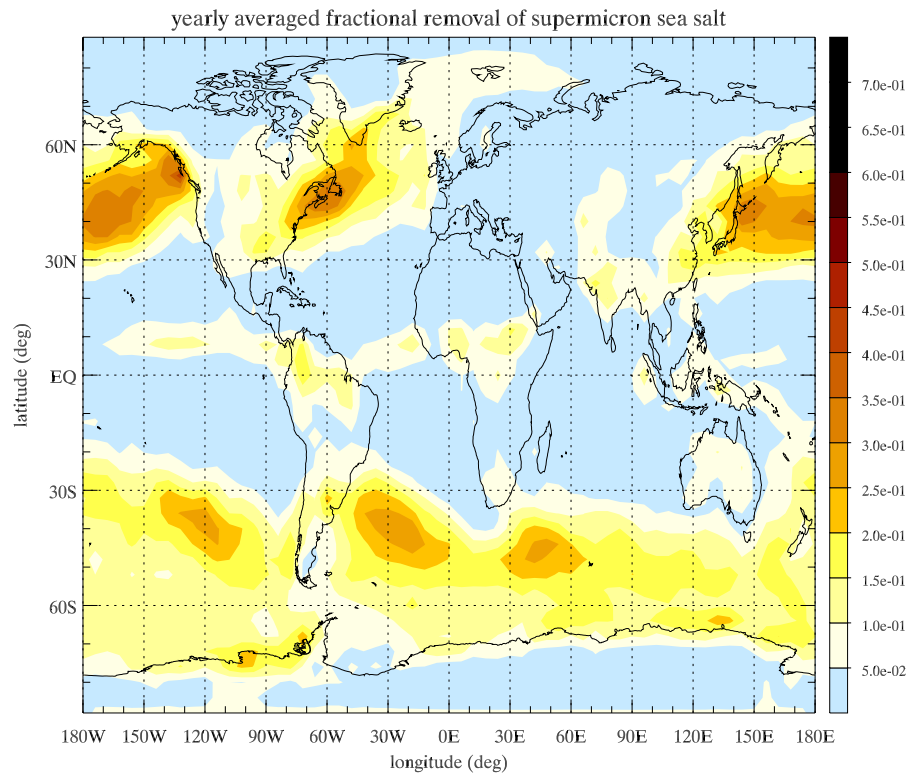 yearly averaged fractional removal of supermicron sea salt
7.0e-01
6.5e-01
60N
6.0e-01
5.5e-01
5.0e-01
30N
4.5e-01
4.0e-01
latitude (deg)
EQ
3.5e-01
3.0e-01
30S
2.5e-01
2.0e-01
1.5e-01
60S
1.0e-01
5.0e-02
180W 150W 120W 90W 60W 30W 0E 30E 60E 90E 120E 150E 180E
longitude (deg)